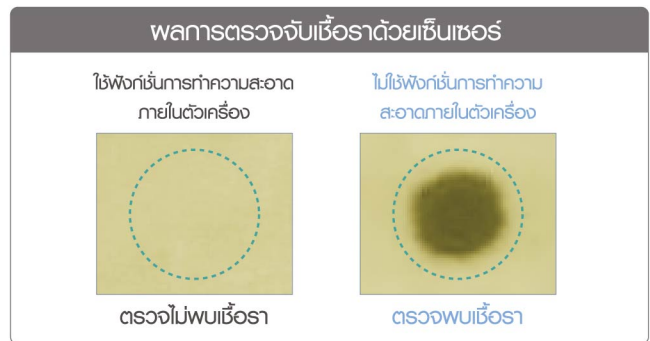 ผลการตรวจจับเชื้อราด้วยเซ็นเซอร์
ใช้ฟังก์ชั่นการทำความสะอาด
ภายในตัวเครื่อง
ไม่ใช้ฟังก์ชั่นการทำความ
สะอาดภายในตัวเครื่อง
ตรวจไม่พบเชื้อรา
ตรวจพบเชื้อรา